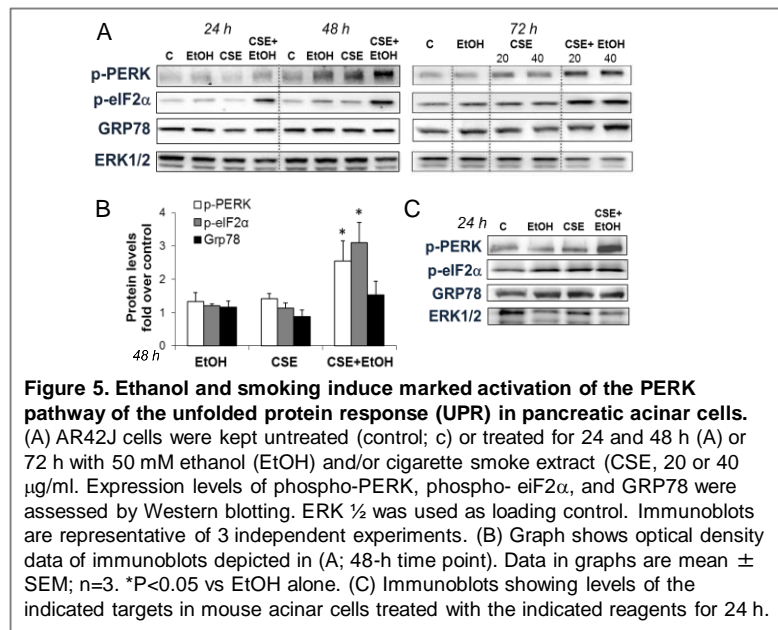 A
24 h
48 h
72 h
C EtOH CSE CSE+ EtOH C EtOH CSE CSE+ EtOH
C EtOH CSE CSE+ EtOH
20 40 20 40
p-PERK
p-eIF2α
GRP78
ERK1/2
B
p-PERK
p-eIF2α
Grp78
Protein levels
fold over control
4
3
2
1
0
* *
48 h
EtOH CSE CSE+EtOH
C
24 h
C EtOH CSE CSE+ EtOH
p-PERK
p-eIF2α
GRP78
ERK1/2
Figure 5. Ethanol and smoking induce marked activation of the PERK
pathway of the unfolded protein response (UPR) in pancreatic acinar cells.
(A) AR42J cells were kept untreated (control; c) or treated for 24 and 48 h (A) or
72 h with 50 mM ethanol (EtOH) and/or cigarette smoke extract (CSE, 20 or 40
µg/ml. Expression levels of phospho-PERK, phospho- eiF2α, and GRP78 were
assessed by Western blotting. ERK ½ was used as loading control. Immunoblots
are representative of 3 independent experiments. (B) Graph shows optical density
data of immunoblots depicted in (A; 48-h time point). Data in graphs are mean ±
SEM; n=3. *P<0.05 vs EtOH alone. (C) Immunoblots showing levels of the
indicated targets in mouse acinar cells treated with the indicated reagents for 24 h.